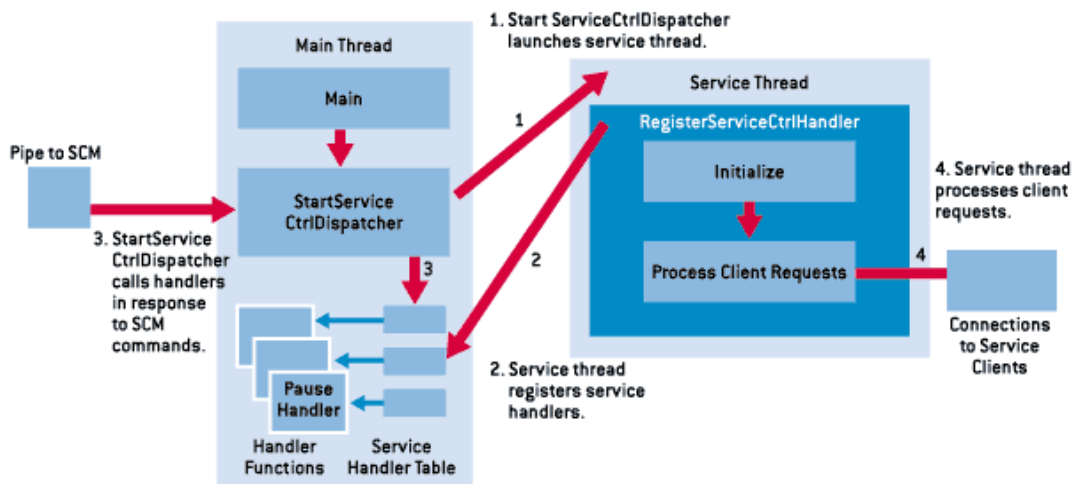 1. Start ServiceCtrlDispatcher
launches service thread.
Main Thread
Service Thread
Main
1
RegisterServiceCtrlHandler
Pipe to SCM
Initialize
4. Service thread
processes client
requests.
StartService
CtrlDispatcher
3. StartService
CtrlDispatcher
calls handlers
in response
to SCM
commands.
3
2
Process Client Requests
4
Connections
to Service
Clients
2. Service thread
registers service
handlers.
Pause
Handler
Handler
Functions
Service
Handler Table